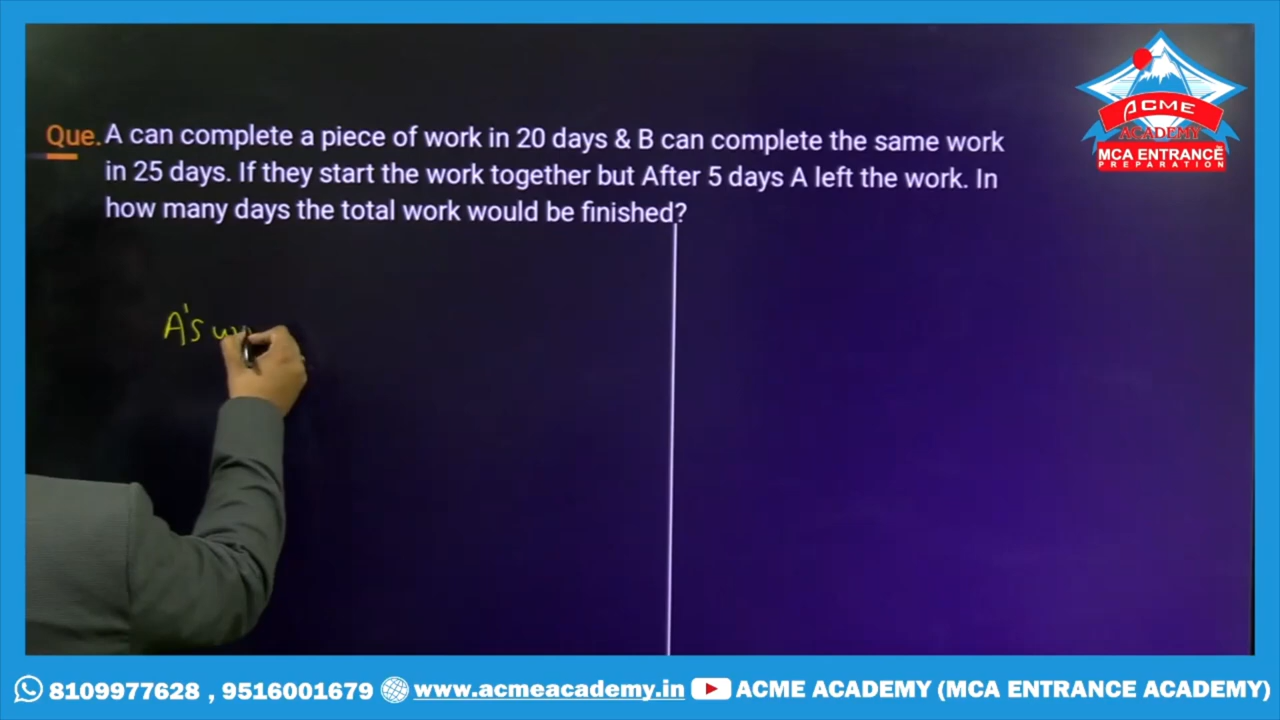 Que. A can complete a piece of work in 20 days & B can complete the same work
in 25 days. If they start the work together but After 5 days A left the work. In
how many days the total work would be finished?
A's
ACME
ACADEMY
MCA ENTRANCE
PREPARATION
8109977628 , 9516001679 www.acmeacademy.in ACME ACADEMY (MCA ENTRANCE ACADEMY)